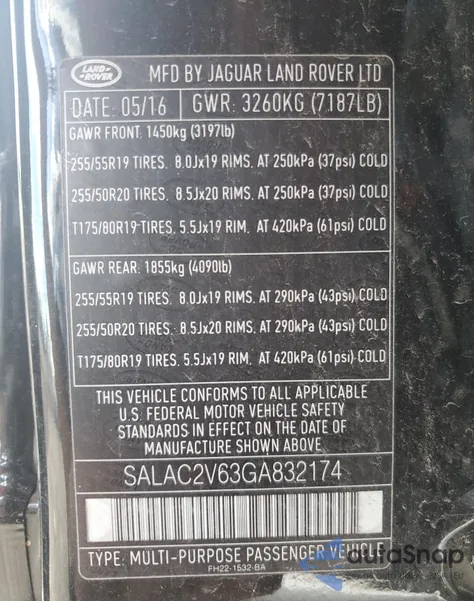 LAND ROVER
MFD BY JAGUAR LAND ROVER LTD
DATE: 05/16 GWR: 3260KG (7187LB)
GAWR FRONT: 1450kg (3197lb)
255/55R19 TIRES. 8.0Jx19 RIMS. AT 250kPa (37psi) COLD
255/50R20 TIRES. 8.5Jx20 RIMS. AT 250kPa (37psi) COLD
T175/80R19 TIRES. 5.5Jx19 RIM. AT 420kPa (61psi) COLD
GAWR REAR: 1855kg (4090lb)
255/55R19 TIRES. 8.0Jx19 RIMS. AT 290kPa (43psi) COLD
255/50R20 TIRES. 8.5Jx20 RIMS. AT 290kPa (43psi) COLD
T175/80R19 TIRES. 5.5Jx19 RIM. AT 420kPa (61psi) COLD
THIS VEHICLE CONFORMS TO ALL APPLICABLE
U.S. FEDERAL MOTOR VEHICLE SAFETY
STANDARDS IN EFFECT ON THE DATE OF
MANUFACTURE SHOWN ABOVE.
SALAC2V63GA832174
TYPE: MULTI-PURPOSE PASSENGER VEHICLE
FH22-1532-BA
autoSnap